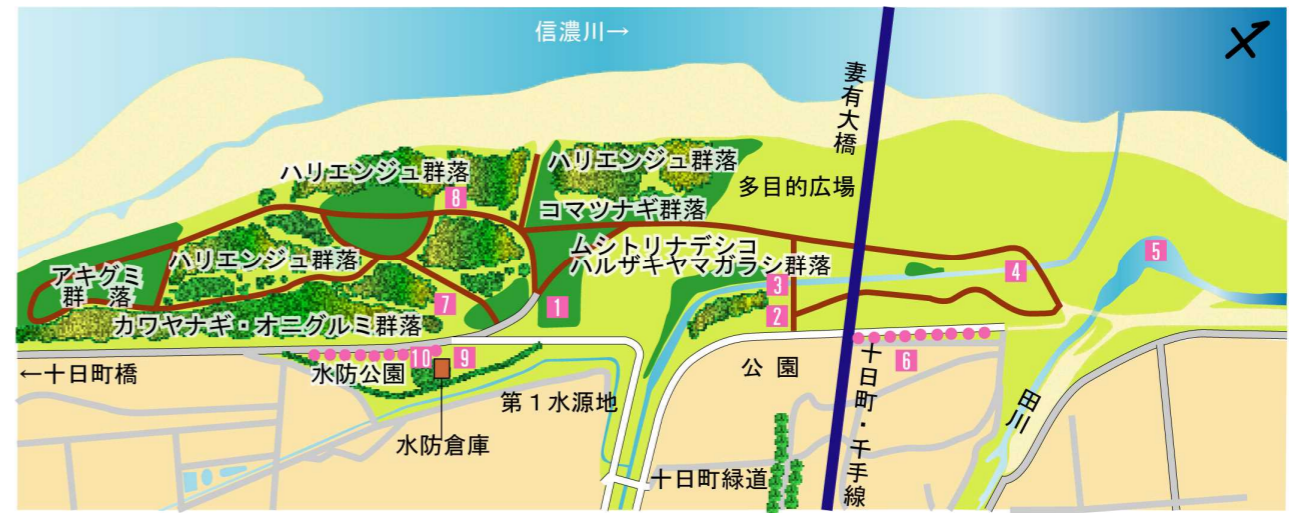 信濃川→
妻有大橋
ハリエンジュ群落
ハリエンジュ群落
多目的広場
8
コマツナギ群落
ムシトリナデシコ
ハルザキヤマガラシ群落
ハリエンジュ群落
アキグミ
群 落
5
4
3
7
1
2
カワヤナギ・オニグルミ群落
←十日町橋
水防公園
10
9
公 園
6
十日町・千手線
田川
第1水源地
水防倉庫
十日町緑道